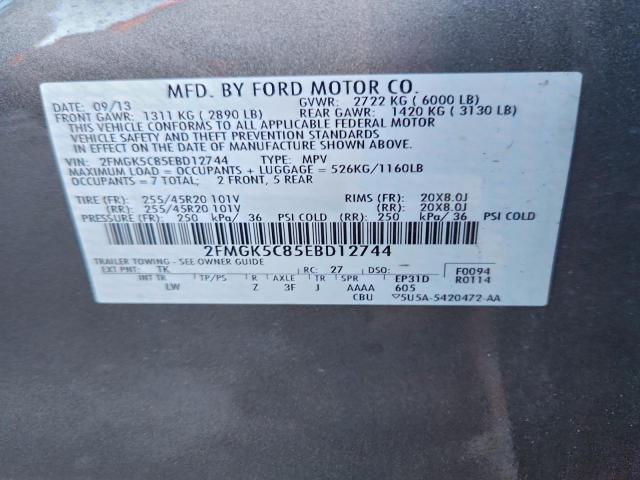 MFD. BY FORD MOTOR CO.
DATE: 09/13 GVWR: 2722 KG ( 6000 LB)
FRONT GAWR: 1311 KG ( 2890 LB) REAR GAWR: 1420 KG ( 3130 LB)
THIS VEHICLE CONFORMS TO ALL APPLICABLE FEDERAL MOTOR
VEHICLE SAFETY AND THEFT PREVENTION STANDARDS
IN EFFECT ON THE DATE OF MANUFACTURE SHOWN ABOVE.
VIN: 2FMGK5C85EBD12744 TYPE: MPV
MAXIMUM LOAD = OCCUPANTS + LUGGAGE = 526KG/1160LB
OCCUPANTS = 7 TOTAL; 2 FRONT, 5 REAR
TIRE (FR): 255/45R20 101V RIMS (FR): 20X8.0J
(RR): 255/45R20 101V (RR): 20X8.0J
PRESSURE (FR): 250 kPa/ 36 PSI COLD (RR): 250 kPa/ 36 PSI COLD
2FMGK5C85EBD12744
TRAILER TOWING - SEE OWNER GUIDE
EXT PNT: TK RC: 27 DSO: F0094
INT TR TP/PS R AXLE TR SPR EP31D R0114
LW Z 3F J AAAA 605
CBU ▽5U5A-5420472-AA